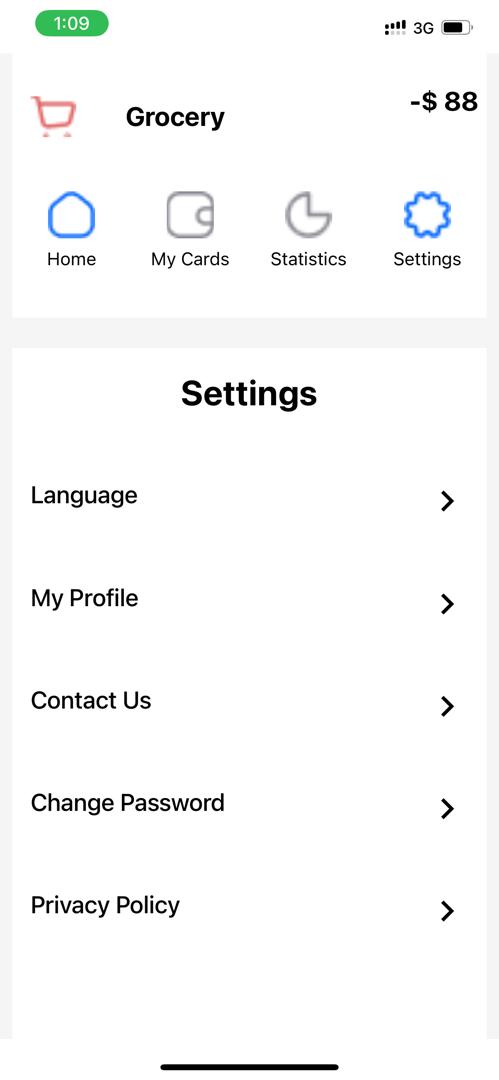 1:09
3G
Grocery
-$ 88
Home
My Cards
Statistics
Settings
Settings
Language
My Profile
Contact Us
Change Password
Privacy Policy